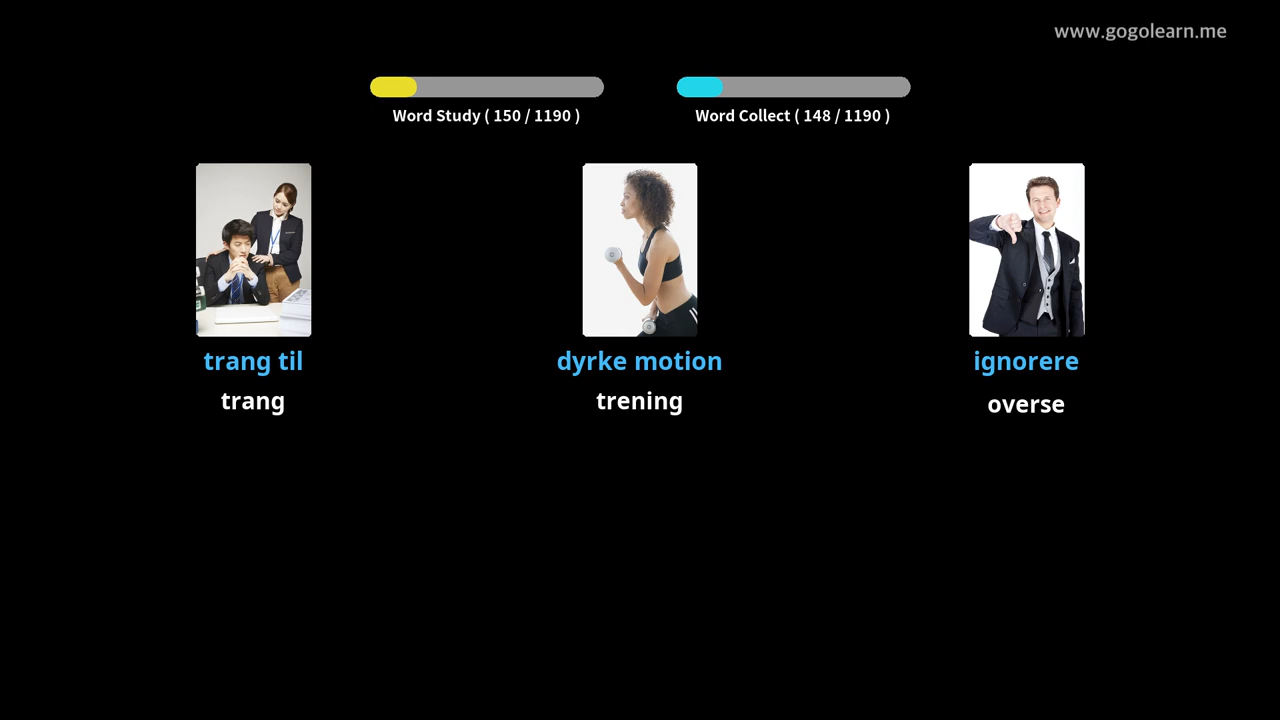 www.gogolearn.me
Word Study ( 150 / 1190 )
Word Collect ( 148 / 1190 )
trang til
trang
dyrke motion
trening
ignorere
overse